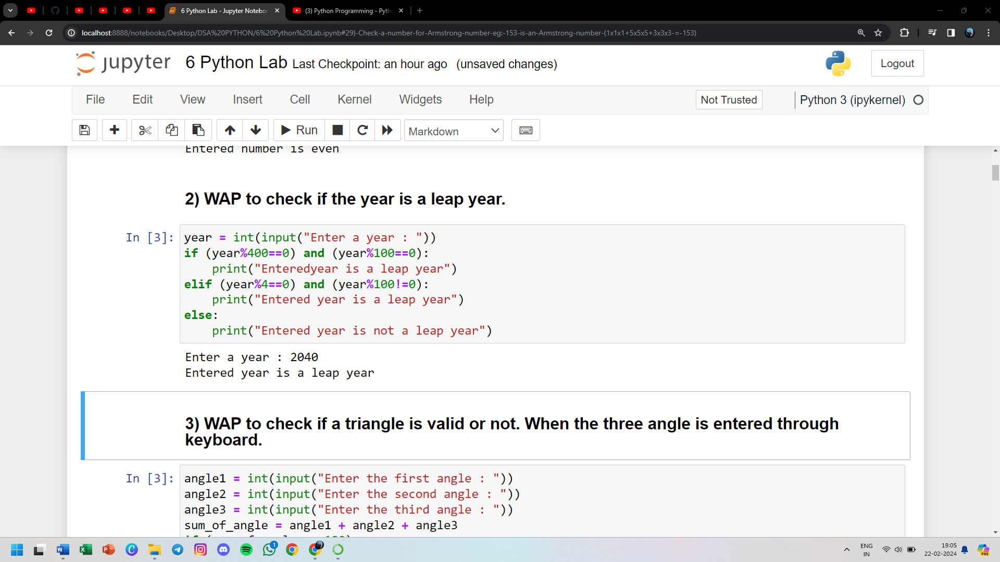 6 Python Lab - Jupyter Noteboo
(3) Python Programming - Pyth
localhost:8888/notebooks/Desktop/DSA%20PYTHON/6%20Python%20Lab.ipynb#29)-Check-a-number-for-Armstrong-number-eg:-153-is-an-Armstrong-number-(1x1x1+5x5x5+3x3x3-=-153)
jupyter 6 Python Lab Last Checkpoint: an hour ago (unsaved changes)
Logout
File Edit View Insert Cell Kernel Widgets Help
Not Trusted
Python 3 (ipykernel)
Run
Markdown
Entered number is even
2) WAP to check if the year is a leap year.
In [3]: year = int(input("Enter a year : "))
if (year%400==0) and (year%100==0):
    print("Enteredyear is a leap year")
elif (year%4==0) and (year%100!=0):
    print("Entered year is a leap year")
else:
    print("Entered year is not a leap year")
Enter a year : 2040
Entered year is a leap year
3) WAP to check if a triangle is valid or not. When the three angle is entered through
keyboard.
In [3]: angle1 = int(input("Enter the first angle : "))
angle2 = int(input("Enter the second angle : "))
angle3 = int(input("Enter the third angle : "))
sum_of_angle = angle1 + angle2 + angle3
1
ENG
IN
19:05
22-02-2024
PRE